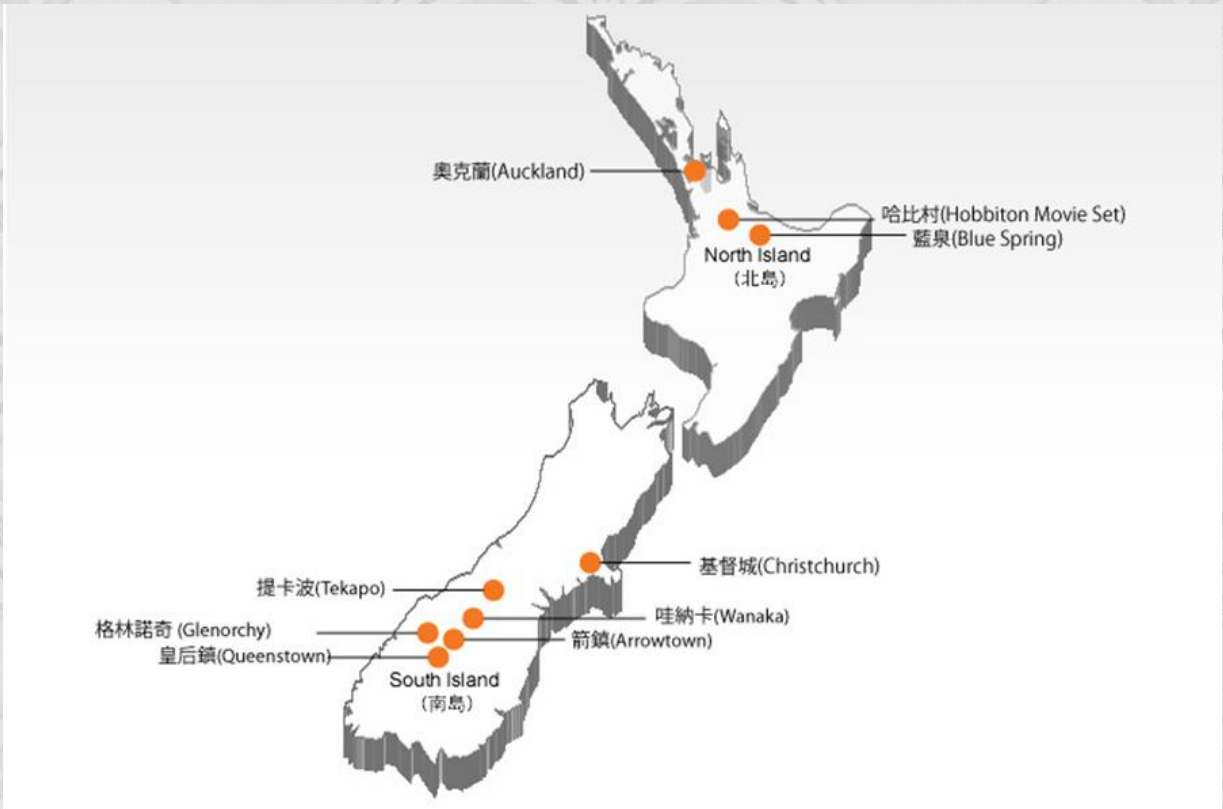 奧克蘭(Auckland)
哈比村(Hobbiton Movie Set)
藍泉(Blue Spring)
North Island
（北島）
基督城(Christchurch)
提卡波(Tekapo)
哇納卡(Wanaka)
格林諾奇 (Glenorchy)
箭鎮(Arrowtown)
皇后鎮(Queenstown)
South Island
（南島）